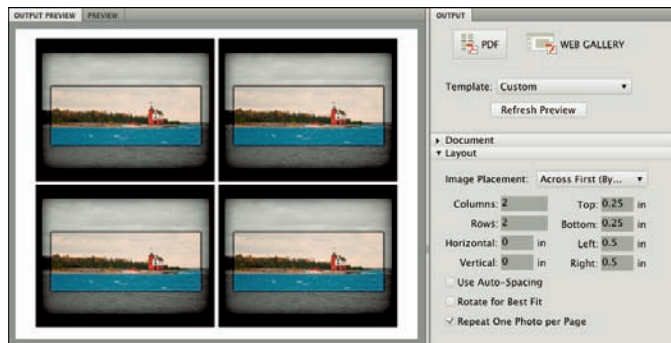 OUTPUT PREVIEW PREVIEW
OUTPUT
PDF WEB GALLERY
Template: Custom
Refresh Preview
Document
Layout
Image Placement: Across First (By...
Columns: 2 Top: 0.25 in
Rows: 2 Bottom: 0.25 in
Horizontal: 0 in Left: 0.5 in
Vertical: 0 in Right: 0.5 in
Use Auto-Spacing
Rotate for Best Fit
Repeat One Photo per Page